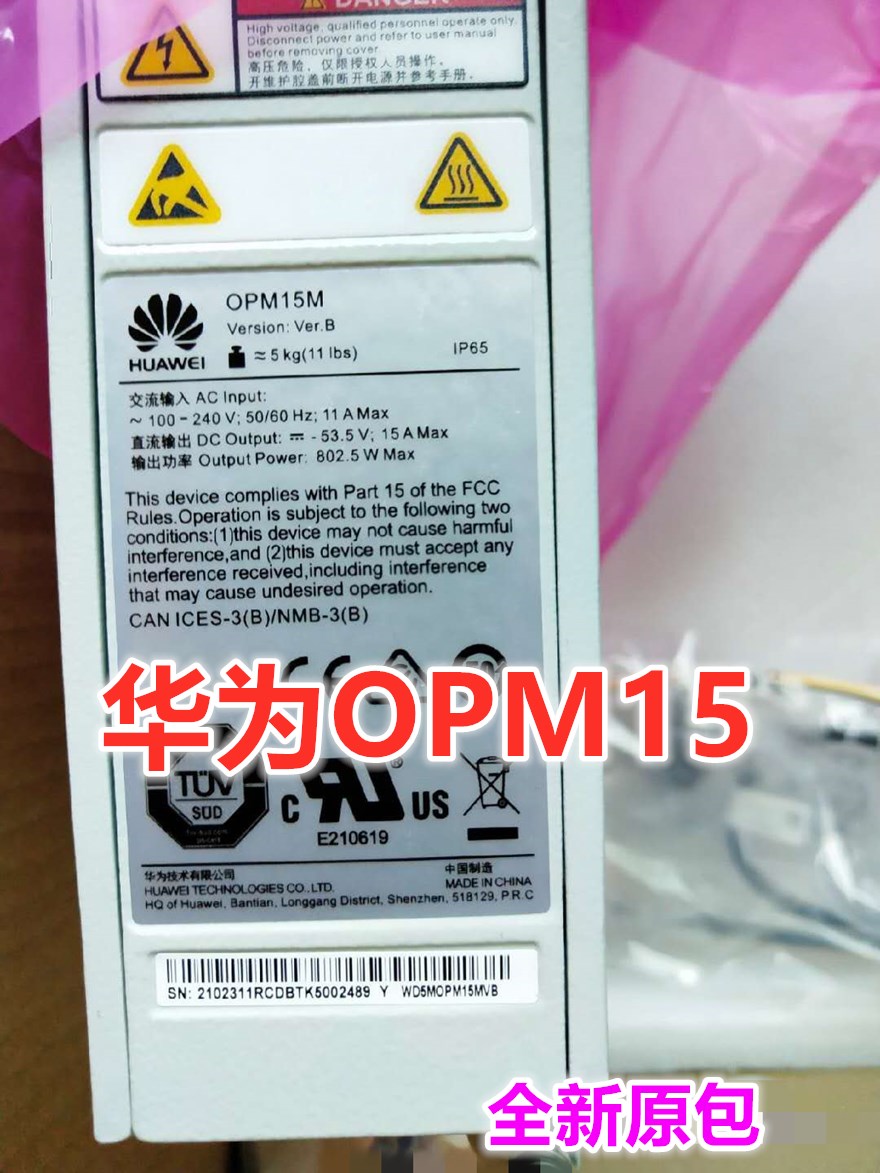 DANGER
High voltage, qualified personnel operate only.
Disconnect power and refer to user manual
before removing cover.
高压危险，仅限授权人员操作。
开维护腔盖前断开电源并参考手册．
HUAWEI
OPM15M
Version: Ver.B
≈5 kg(11 lbs)
IP65
交流输入 AC Input:
~ 100 - 240 V; 50/60 Hz; 11 A Max
直流输出 DC Output: ⎓ - 53.5 V; 15 A Max
输出功率 Output Power: 802.5 W Max
This device complies with Part 15 of the FCC
Rules.Operation is subject to the following two
conditions:(1)this device may not cause harmful
interference,and (2)this device must accept any
interference received,including interference
that may cause undesired operation.
CAN ICES-3(B)/NMB-3(B)
华为OPM15
TÜV
SÜD
C UR US
®
E210619
华为技术有限公司
HUAWEI TECHNOLOGIES CO., LTD.
中国制造
MADE IN CHINA
HQ of Huawei, Bantian, Longgang District, Shenzhen, 518129, P.R.C
SN: 2102311RCDBTK5002489 Y WD5MOPM15MVB
全新原包